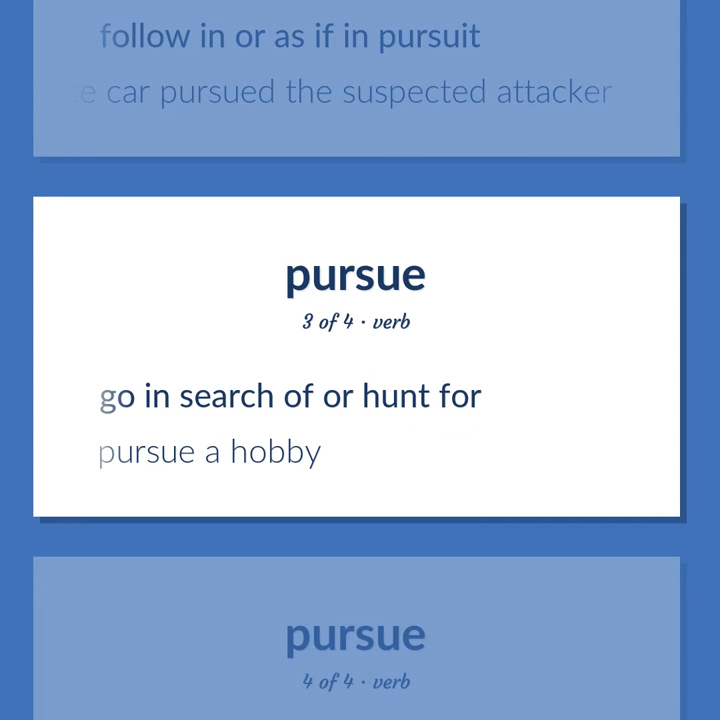 follow in or as if in pursuit
car pursued the suspected attacker
pursue
3 of 4 · verb
go in search of or hunt for
pursue a hobby
pursue
4 of 4 · verb